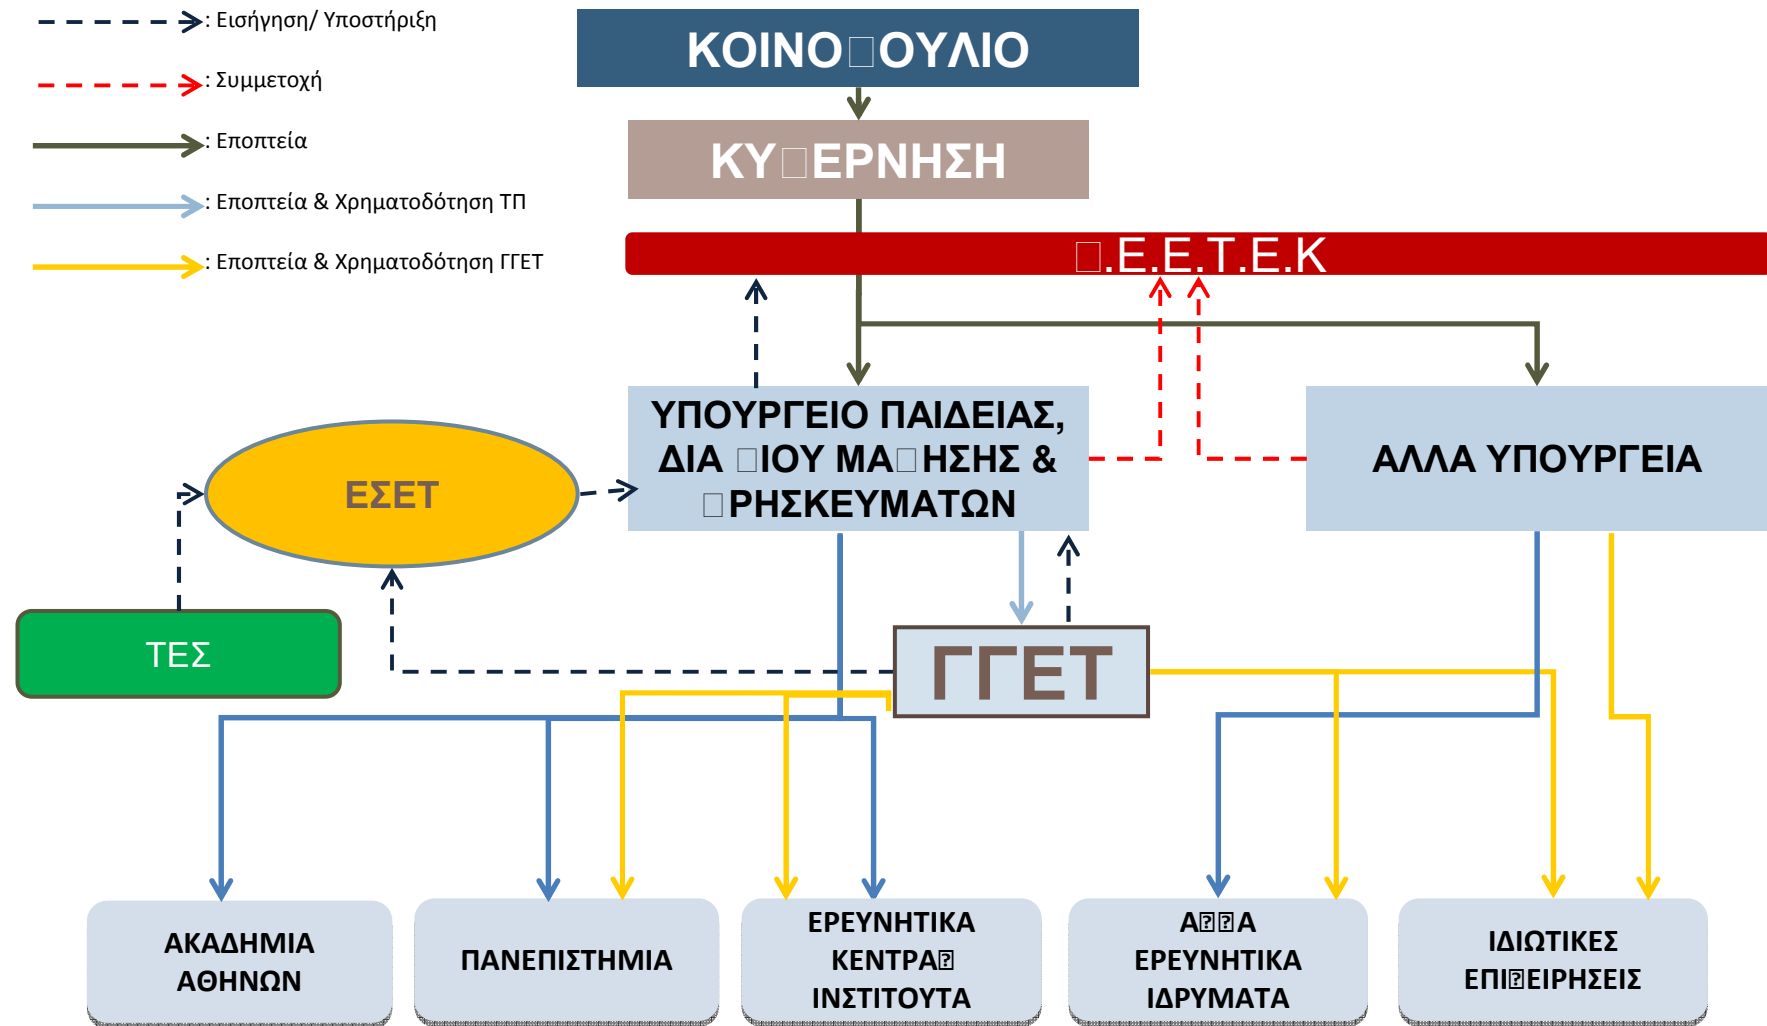 : Εισήγηση/ Υποστήριξη
: Συμμετοχή
: Εποπτεία
: Εποπτεία & Χρηματοδότηση ΤΠ
: Εποπτεία & Χρηματοδότηση ΓΓΕΤ
ΚΟΙΝΟ□ΟΥΛΙΟ
ΚΥ□ΕΡΝΗΣΗ
□.Ε.Ε.Τ.Ε.Κ
ΥΠΟΥΡΓΕΙΟ ΠΑΙΔΕΙΑΣ,
ΔΙΑ □ΙΟΥ ΜΑ□ΗΣΗΣ &
□ΡΗΣΚΕΥΜΑΤΩΝ
ΑΛΛΑ ΥΠΟΥΡΓΕΙΑ
ΕΣΕΤ
ΤΕΣ
ΓΓΕΤ
ΑΚΑΔΗΜΙΑ
ΑΘΗΝΩΝ
ΠΑΝΕΠΙΣΤΗΜΙΑ
ΕΡΕΥΝΗΤΙΚΑ
ΚΕΝΤΡΑ⍰
ΙΝΣΤΙΤΟΥΤΑ
Α⍰⍰Α
ΕΡΕΥΝΗΤΙΚΑ
ΙΔΡΥΜΑΤΑ
ΙΔΙΩΤΙΚΕΣ
ΕΠΙ⍰ΕΙΡΗΣΕΙΣ